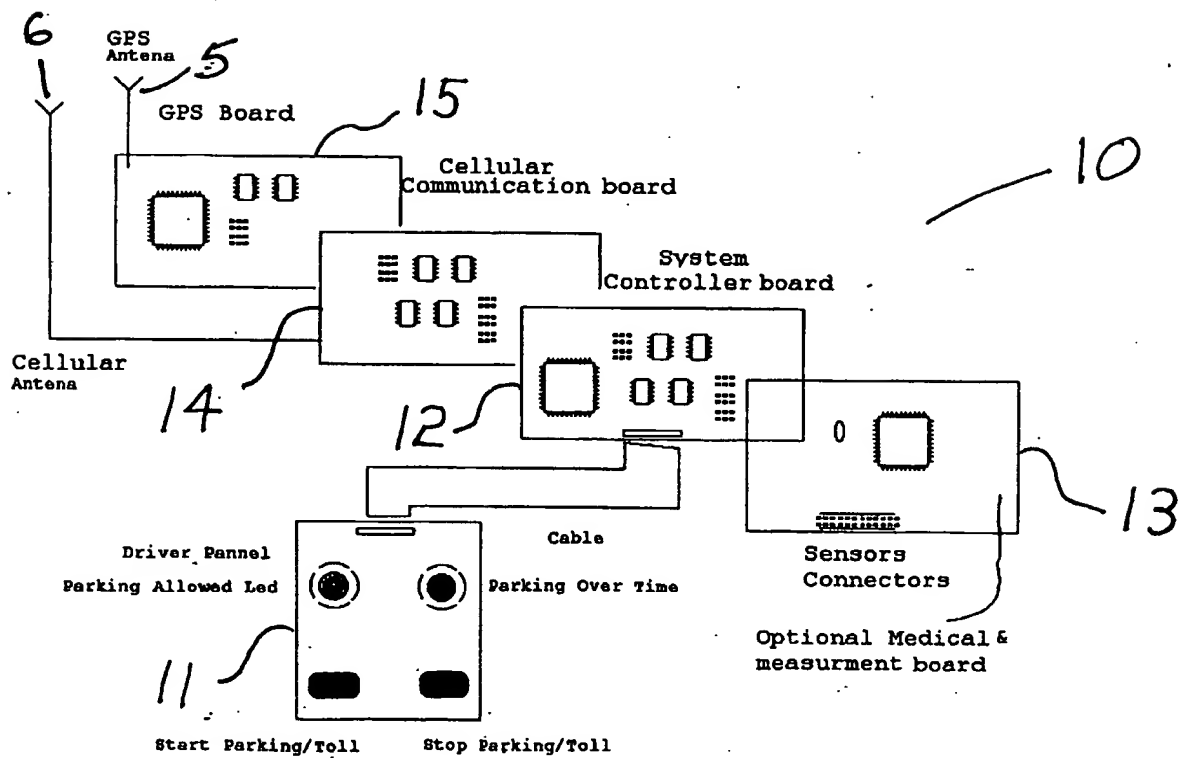 6
GPS
Antena
5
GPS Board
15
Cellular
Communication board
10
System
Controller board
Cellular
Antena
14
12
13
Cable
Sensors
Connectors
Driver Pannel
Parking Allowed Led
Parking Over Time
Optional Medical &
measurment board
11
Start Parking/Toll
Stop Parking/Toll